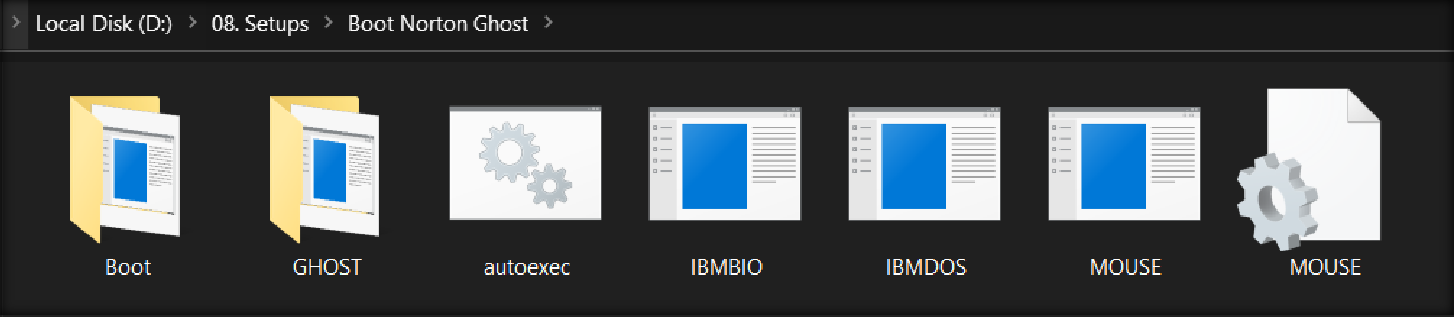 Local Disk (D:) > 08. Setups > Boot Norton Ghost >
Boot GHOST autoexec IBMBIO IBMDOS MOUSE MOUSE